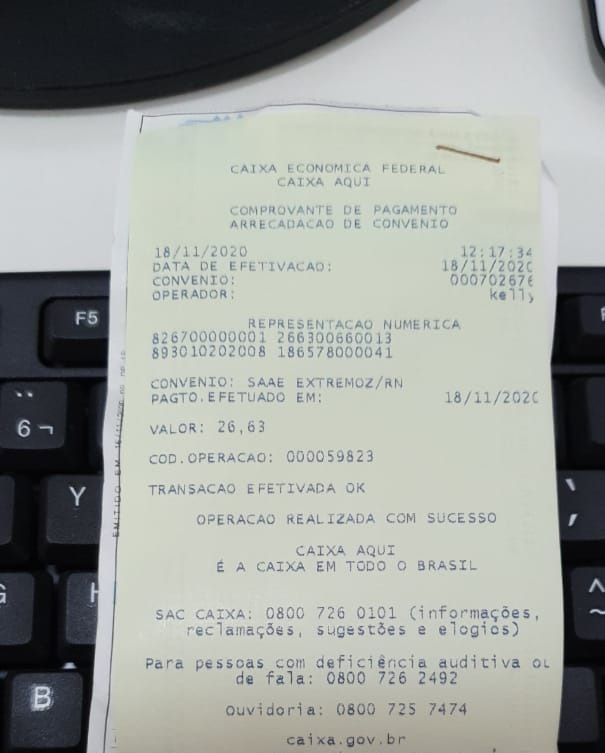 CAIXA ECONOMICA FEDERAL
CAIXA AQUI
COMPROVANTE DE PAGAMENTO
ARRECADACAO DE CONVENIO
18/11/2020 12:17:34
DATA DE EFETIVACAO: 18/11/2020
CONVENIO: 000702676
OPERADOR: kelly
REPRESENTACAO NUMERICA
826700000001 266300660013
893010202008 186578000041
CONVENIO: SAAE EXTREMOZ/RN
PAGTO.EFETUADO EM: 18/11/2020
VALOR: 26,63
COD.OPERACAO: 000059823
TRANSACAO EFETIVADA OK
OPERACAO REALIZADA COM SUCESSO
CAIXA AQUI
É A CAIXA EM TODO O BRASIL
SAC CAIXA: 0800 726 0101 (informações,
reclamações, sugestões e elogios)
Para pessoas com deficiência auditiva ou
de fala: 0800 726 2492
Ouvidoria: 0800 725 7474
caixa.gov.br
EMITIDO EM
F5
6 ¬
Y
H
G
B
F